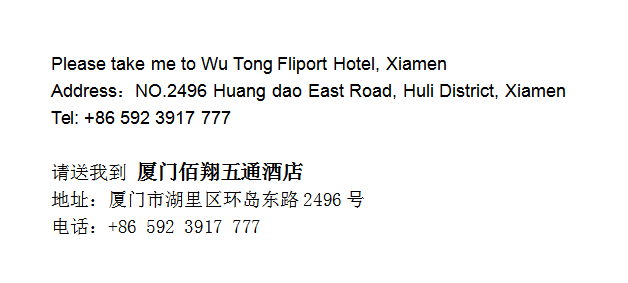 Please take me to Wu Tong Fliport Hotel, Xiamen
Address：NO.2496 Huang dao East Road, Huli District, Xiamen
Tel: +86 592 3917 777
请送我到 厦门佰翔五通酒店
地址：厦门市湖里区环岛东路 2496 号
电话：+86 592 3917 777